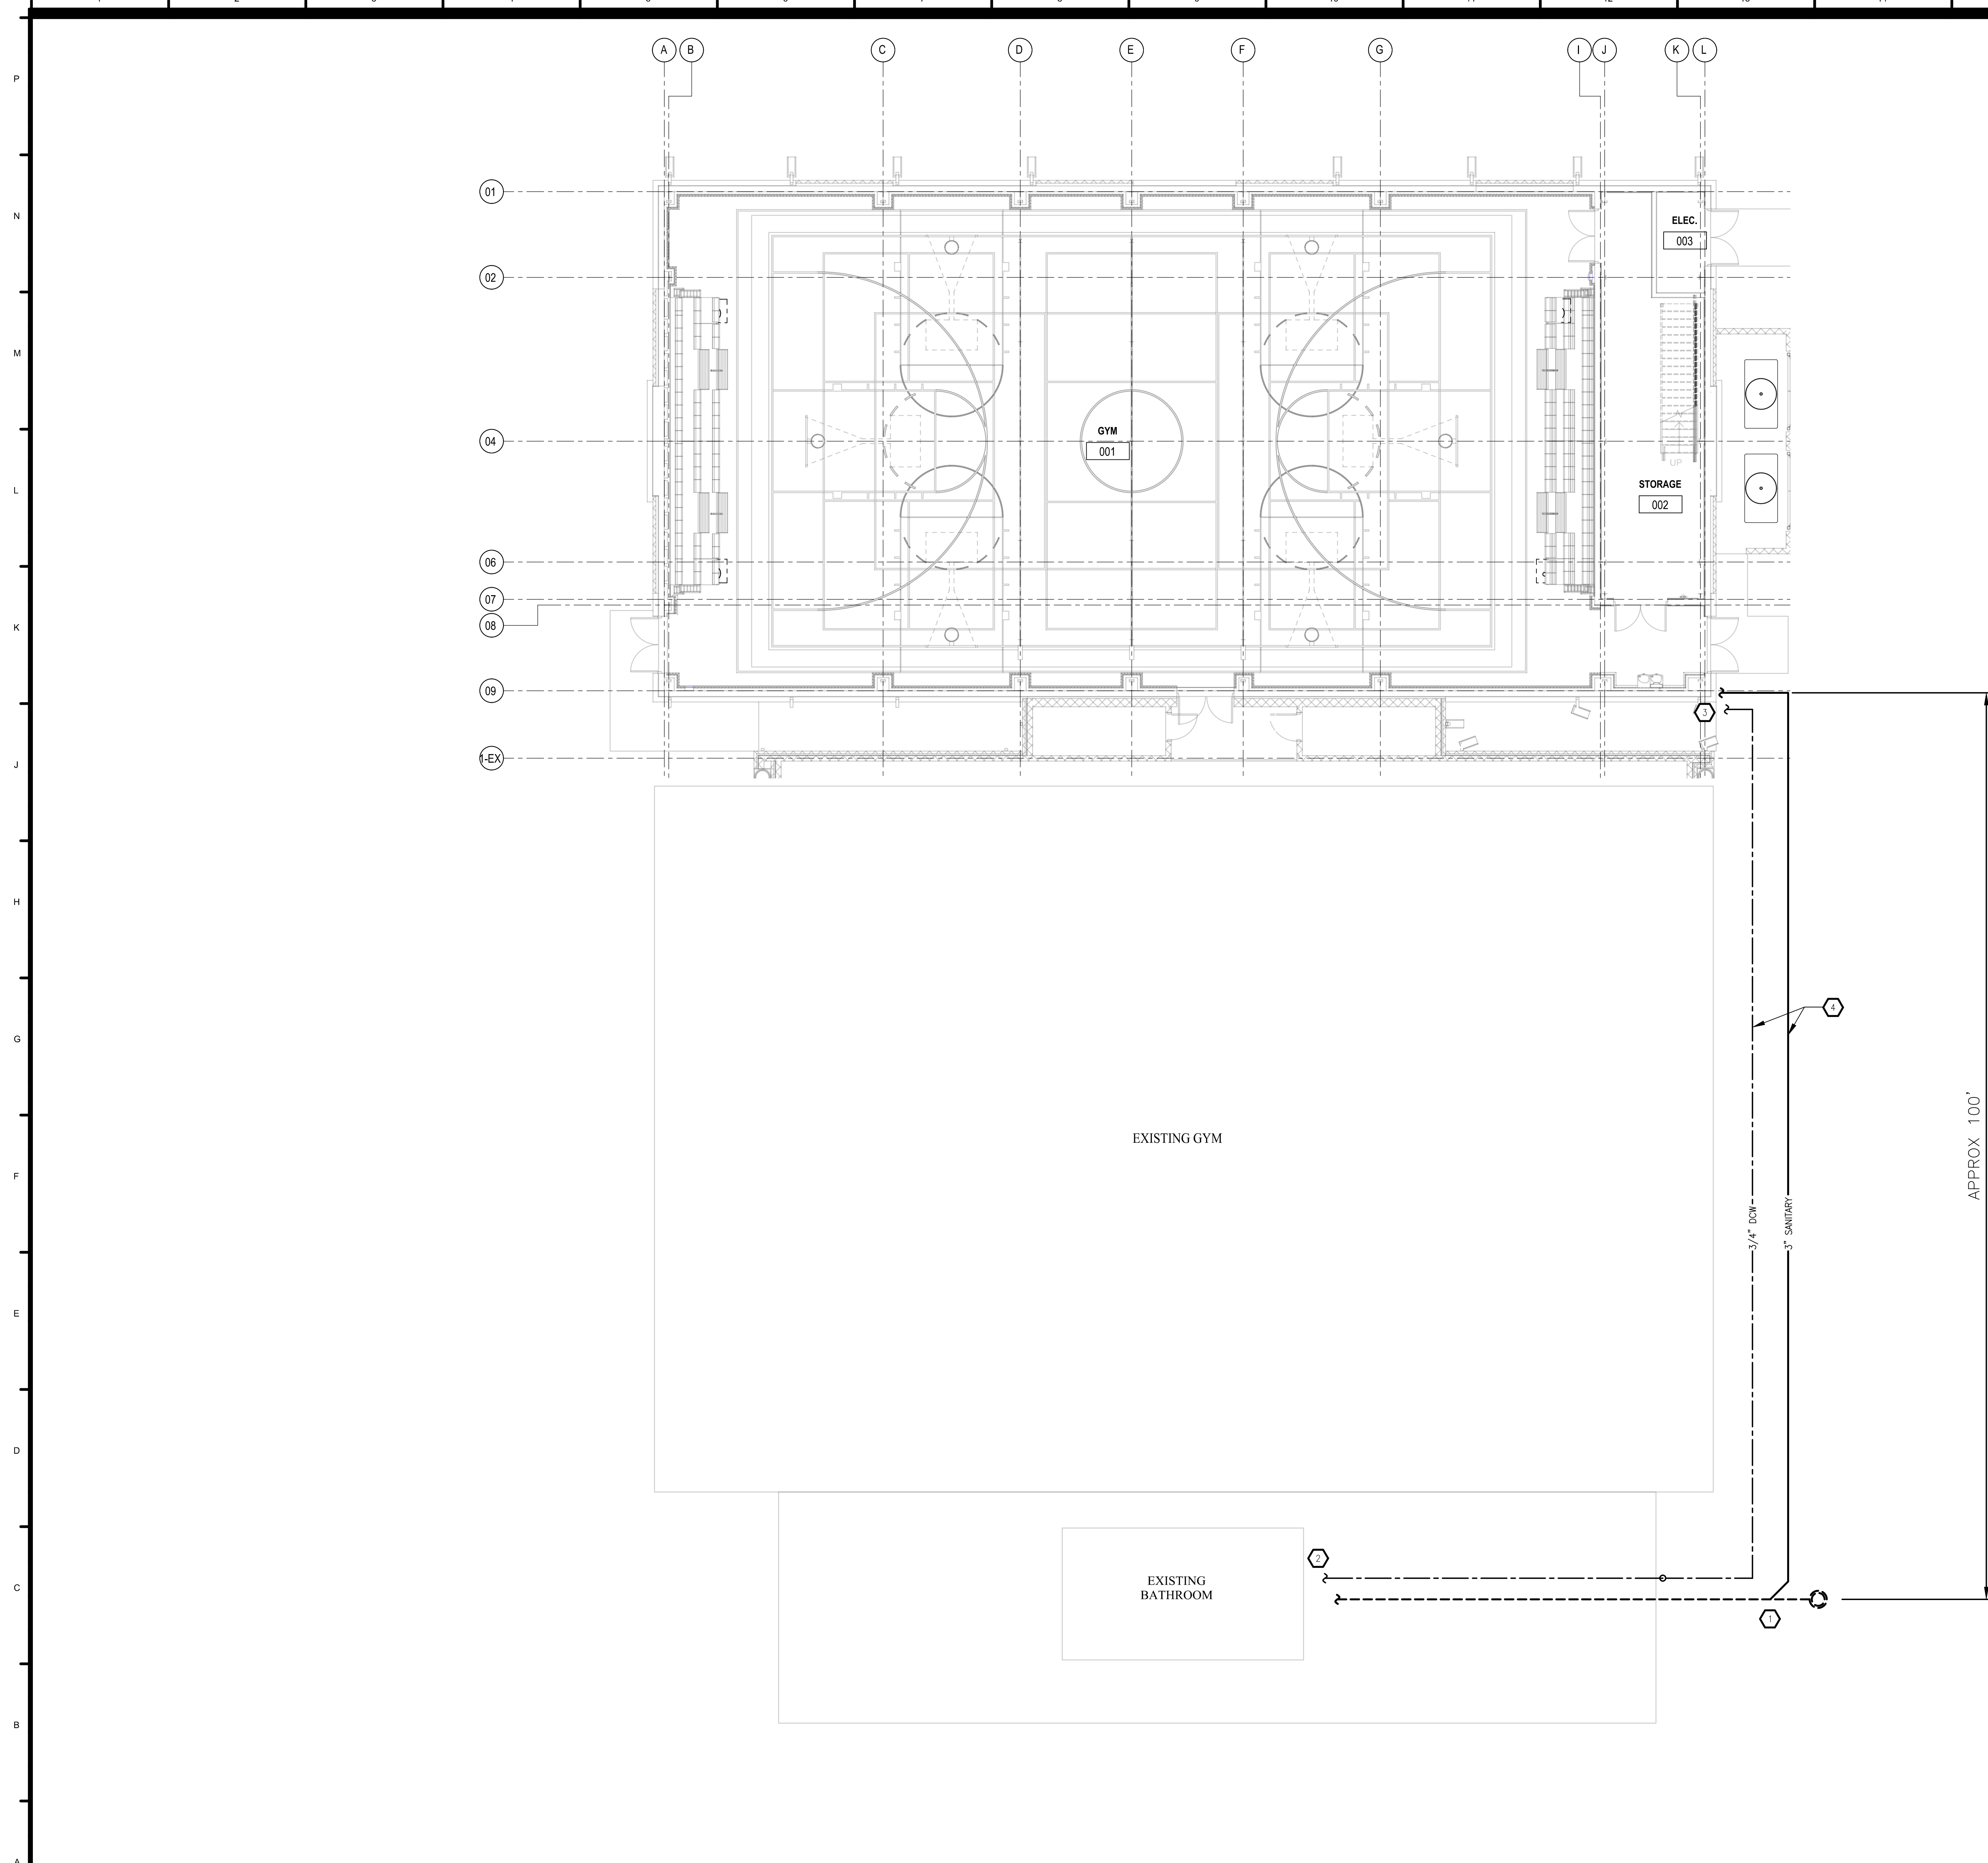 A B C D E F G I J K L
P
01
N
ELEC.
003
02
M
04
GYM
001
L
UP
STORAGE
002
06
07
K
08
09
3
J
1-EX
H
4
G
APPROX 100'
EXISTING GYM
F
3/4" DCW
3" SANITARY
E
D
2
C
EXISTING
BATHROOM
1
B
A